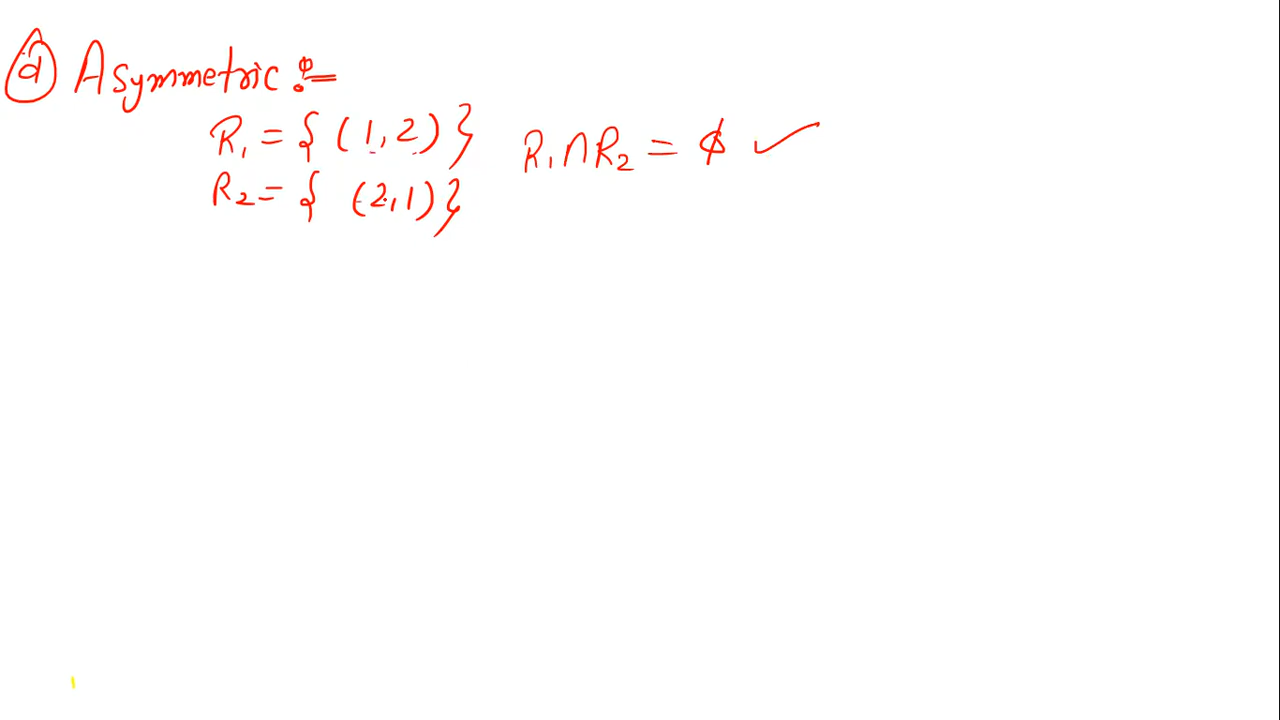 ⓓ Asymmetric :-
R₁ = { (1, 2) } R₁ ∩ R₂ = ϕ ✓
R₂ = { (2, 1) }